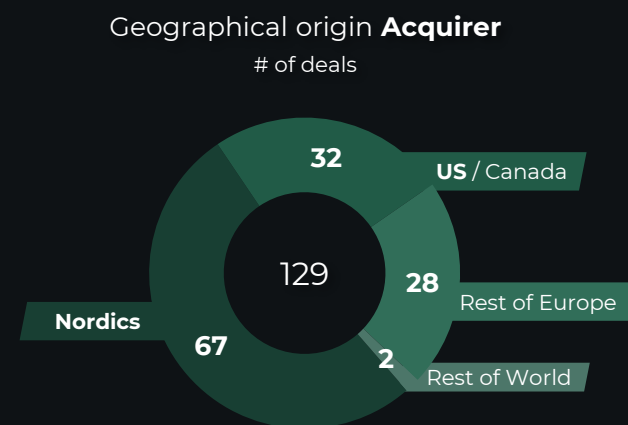 Geographical origin Acquirer
# of deals
32
US / Canada
129
28
Rest of Europe
Nordics
67
2
Rest of World